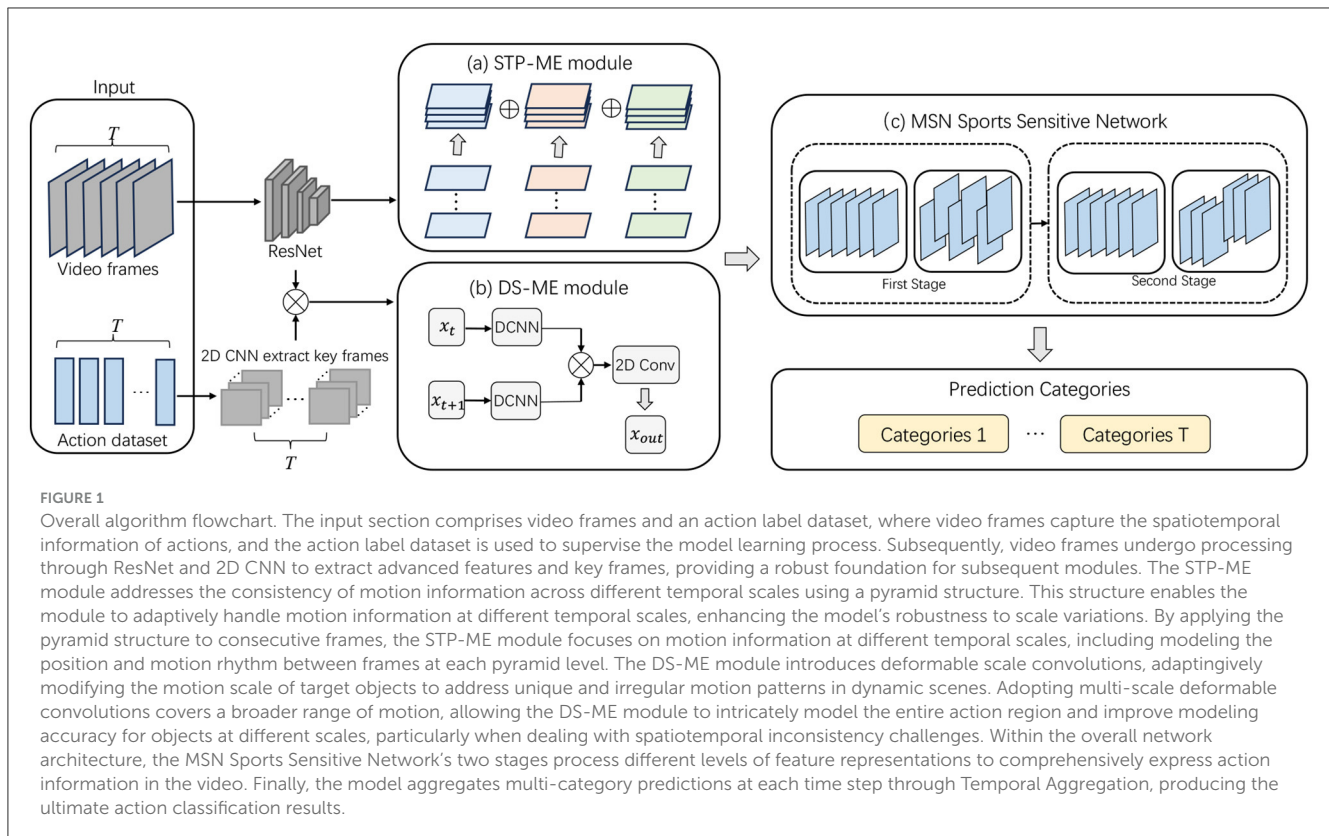 Input
T
Video frames
T
...
Action dataset
ResNet
2D CNN extract key frames
...
T
(a) STP-ME module
(b) DS-ME module
x_t
DCNN
x_{t+1}
DCNN
2D Conv
x_{out}
(c) MSN Sports Sensitive Network
First Stage
Second Stage
Prediction Categories
Categories 1 ... Categories T
FIGURE 1
Overall algorithm flowchart. The input section comprises video frames and an action label dataset, where video frames capture the spatiotemporal
information of actions, and the action label dataset is used to supervise the model learning process. Subsequently, video frames undergo processing
through ResNet and 2D CNN to extract advanced features and key frames, providing a robust foundation for subsequent modules. The STP-ME
module addresses the consistency of motion information across different temporal scales using a pyramid structure. This structure enables the
module to adaptively handle motion information at different temporal scales, enhancing the model's robustness to scale variations. By applying the
pyramid structure to consecutive frames, the STP-ME module focuses on motion information at different temporal scales, including modeling the
position and motion rhythm between frames at each pyramid level. The DS-ME module introduces deformable scale convolutions, adaptingively
modifying the motion scale of target objects to address unique and irregular motion patterns in dynamic scenes. Adopting multi-scale deformable
convolutions covers a broader range of motion, allowing the DS-ME module to intricately model the entire action region and improve modeling
accuracy for objects at different scales, particularly when dealing with spatiotemporal inconsistency challenges. Within the overall network
architecture, the MSN Sports Sensitive Network's two stages process different levels of feature representations to comprehensively express action
information in the video. Finally, the model aggregates multi-category predictions at each time step through Temporal Aggregation, producing the
ultimate action classification results.